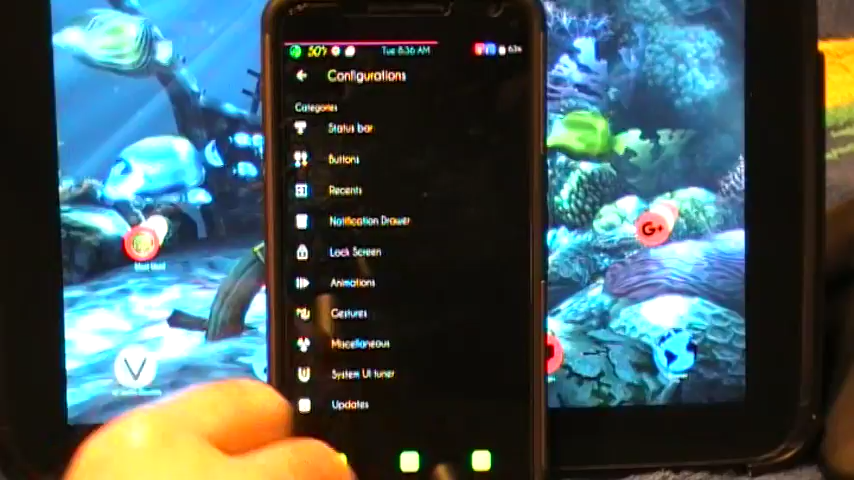 50° Tue 8:36 AM 63%
Configurations
Categories
Status bar
Buttons
Recents
Notification Drawer
Lock Screen
Animations
Gestures
Miscellaneous
System UI tuner
Updates
G+
V